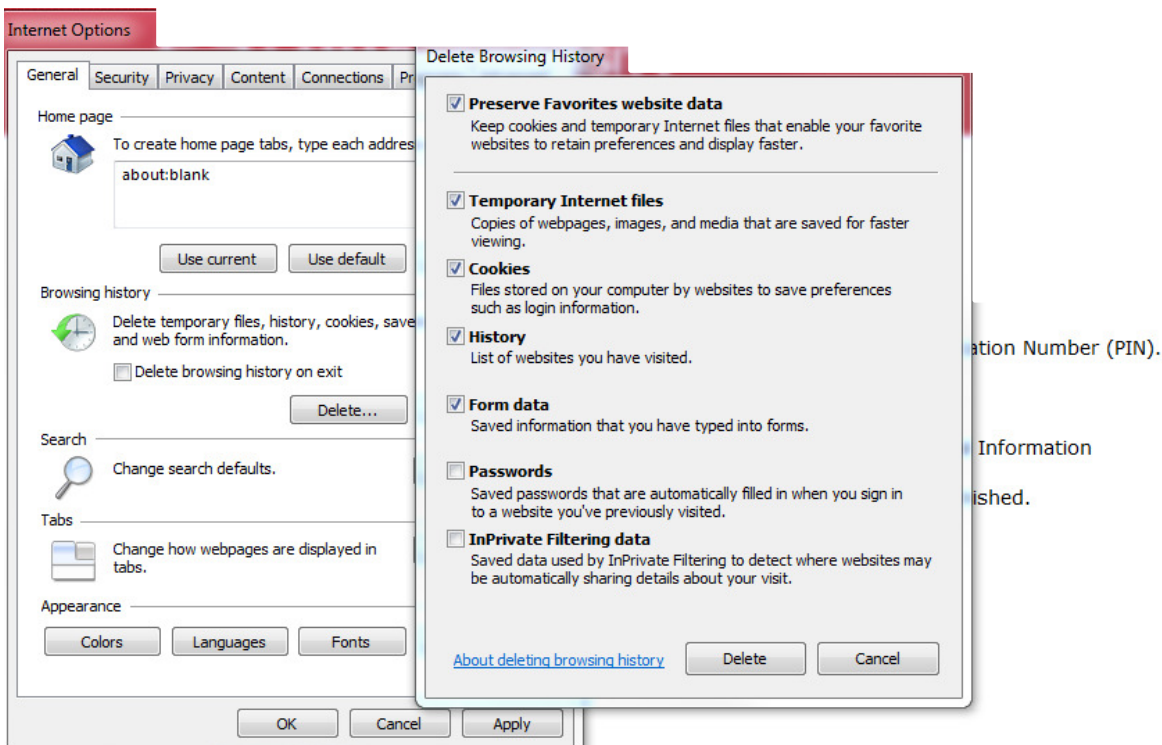 Internet Options
General Security Privacy Content Connections Pr
Home page
To create home page tabs, type each addres
about:blank
Use current Use default
Browsing history
Delete temporary files, history, cookies, save
and web form information.
Delete browsing history on exit
Delete...
Search
Change search defaults.
Tabs
Change how webpages are displayed in
tabs.
Appearance
Colors Languages Fonts
OK Cancel Apply
Delete Browsing History
Preserve Favorites website data
Keep cookies and temporary Internet files that enable your favorite
websites to retain preferences and display faster.
Temporary Internet files
Copies of webpages, images, and media that are saved for faster
viewing.
Cookies
Files stored on your computer by websites to save preferences
such as login information.
History
List of websites you have visited.
Form data
Saved information that you have typed into forms.
Passwords
Saved passwords that are automatically filled in when you sign in
to a website you've previously visited.
InPrivate Filtering data
Saved data used by InPrivate Filtering to detect where websites may
be automatically sharing details about your visit.
About deleting browsing history Delete Cancel
ation Number (PIN).
Information
ished.